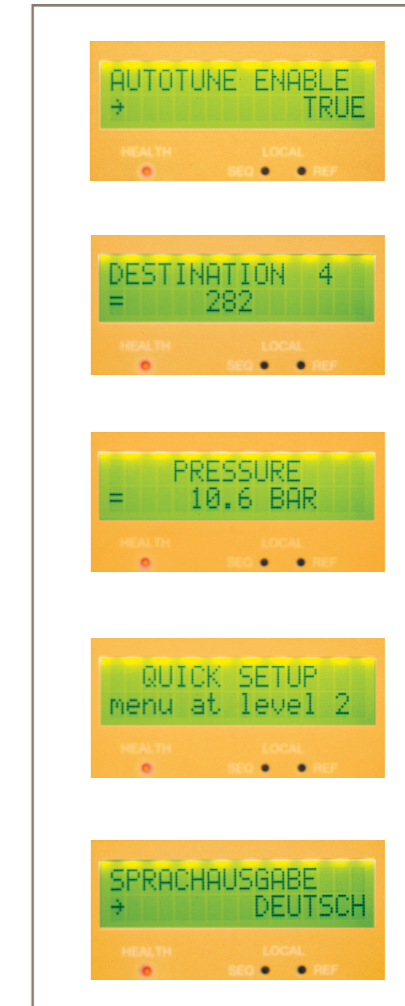 AUTOTUNE ENABLE
→ TRUE
HEALTH LOCAL
SEQ REF
DESTINATION 4
= 282
HEALTH LOCAL
SEQ REF
PRESSURE
= 10.6 BAR
HEALTH LOCAL
SEQ REF
QUICK SETUP
menu at level 2
HEALTH LOCAL
SEQ REF
SPRACHAUSGABE
→ DEUTSCH
HEALTH LOCAL
SEQ REF